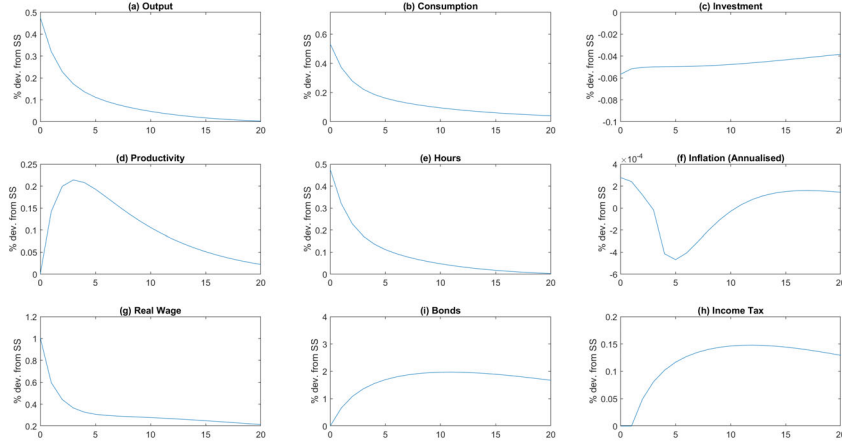 (a) Output
(b) Consumption
(c) Investment
% dev. from SS
0.5
0.4
0.3
0.2
0.1
0
0 5 10 15 20
% dev. from SS
0.6
0.4
0.2
0
0 5 10 15 20
% dev. from SS
0
-0.02
-0.04
-0.06
-0.08
-0.1
0 5 10 15 20
(d) Productivity
(e) Hours
(f) Inflation (Annualised)
% dev. from SS
0.25
0.2
0.15
0.1
0.05
0
0 5 10 15 20
% dev. from SS
0.5
0.4
0.3
0.2
0.1
0
0 5 10 15 20
×10-4
% dev. from SS
4
2
0
-2
-4
-6
0 5 10 15 20
(g) Real Wage
(i) Bonds
(h) Income Tax
% dev. from SS
1.2
1
0.8
0.6
0.4
0.2
0 5 10 15 20
% dev. from SS
4
3
2
1
0
0 5 10 15 20
% dev. from SS
0.2
0.15
0.1
0.05
0
0 5 10 15 20